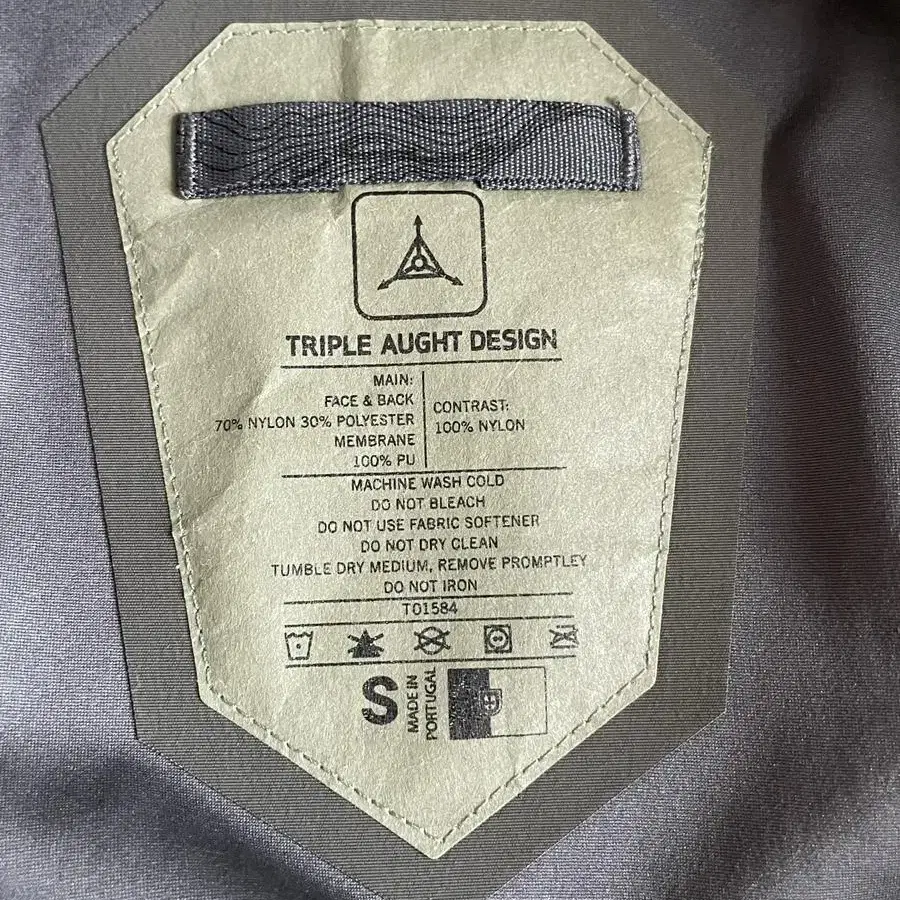 TRIPLE AUGHT DESIGN
MAIN:
FACE & BACK
70% NYLON 30% POLYESTER
MEMBRANE
100% PU
CONTRAST:
100% NYLON
MACHINE WASH COLD
DO NOT BLEACH
DO NOT USE FABRIC SOFTENER
DO NOT DRY CLEAN
TUMBLE DRY MEDIUM, REMOVE PROMPTLEY
DO NOT IRON
T01584
S
MADE IN
PORTUGAL